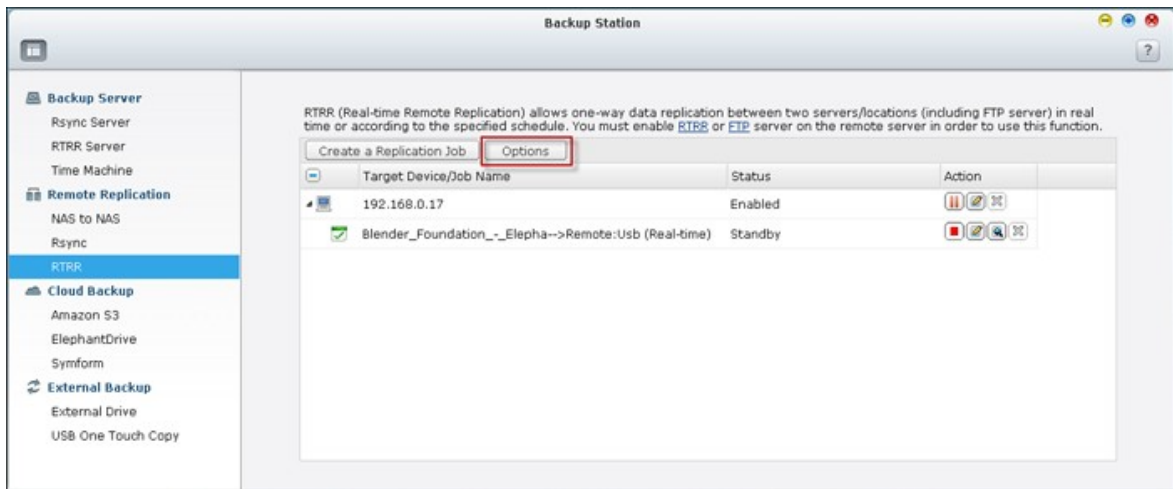 Backup Station
?
Backup Server
Rsync Server
RTRR Server
Time Machine
Remote Replication
NAS to NAS
Rsync
RTRR
Cloud Backup
Amazon S3
ElephantDrive
Symform
External Backup
External Drive
USB One Touch Copy
RTRR (Real-time Remote Replication) allows one-way data replication between two servers/locations (including FTP server) in real
time or according to the specified schedule. You must enable RTRR or FTP server on the remote server in order to use this function.
Create a Replication Job Options
Target Device/Job Name Status Action
192.168.0.17 Enabled
Blender_Foundation_-_Elepha-->Remote:Usb (Real-time) Standby